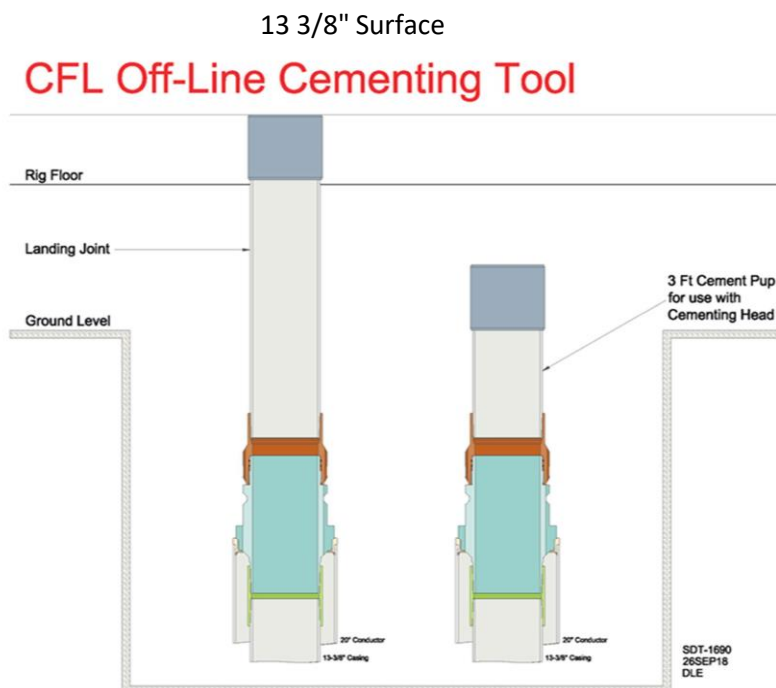 13 3/8" Surface
CFL Off-Line Cementing Tool
Rig Floor
Landing Joint
Ground Level
3 Ft Cement Pup
for use with
Cementing Head
20" Conductor
13-3/8" Casing
20" Conductor
13-3/8" Casing
SDT-1690
26SEP18
DLE